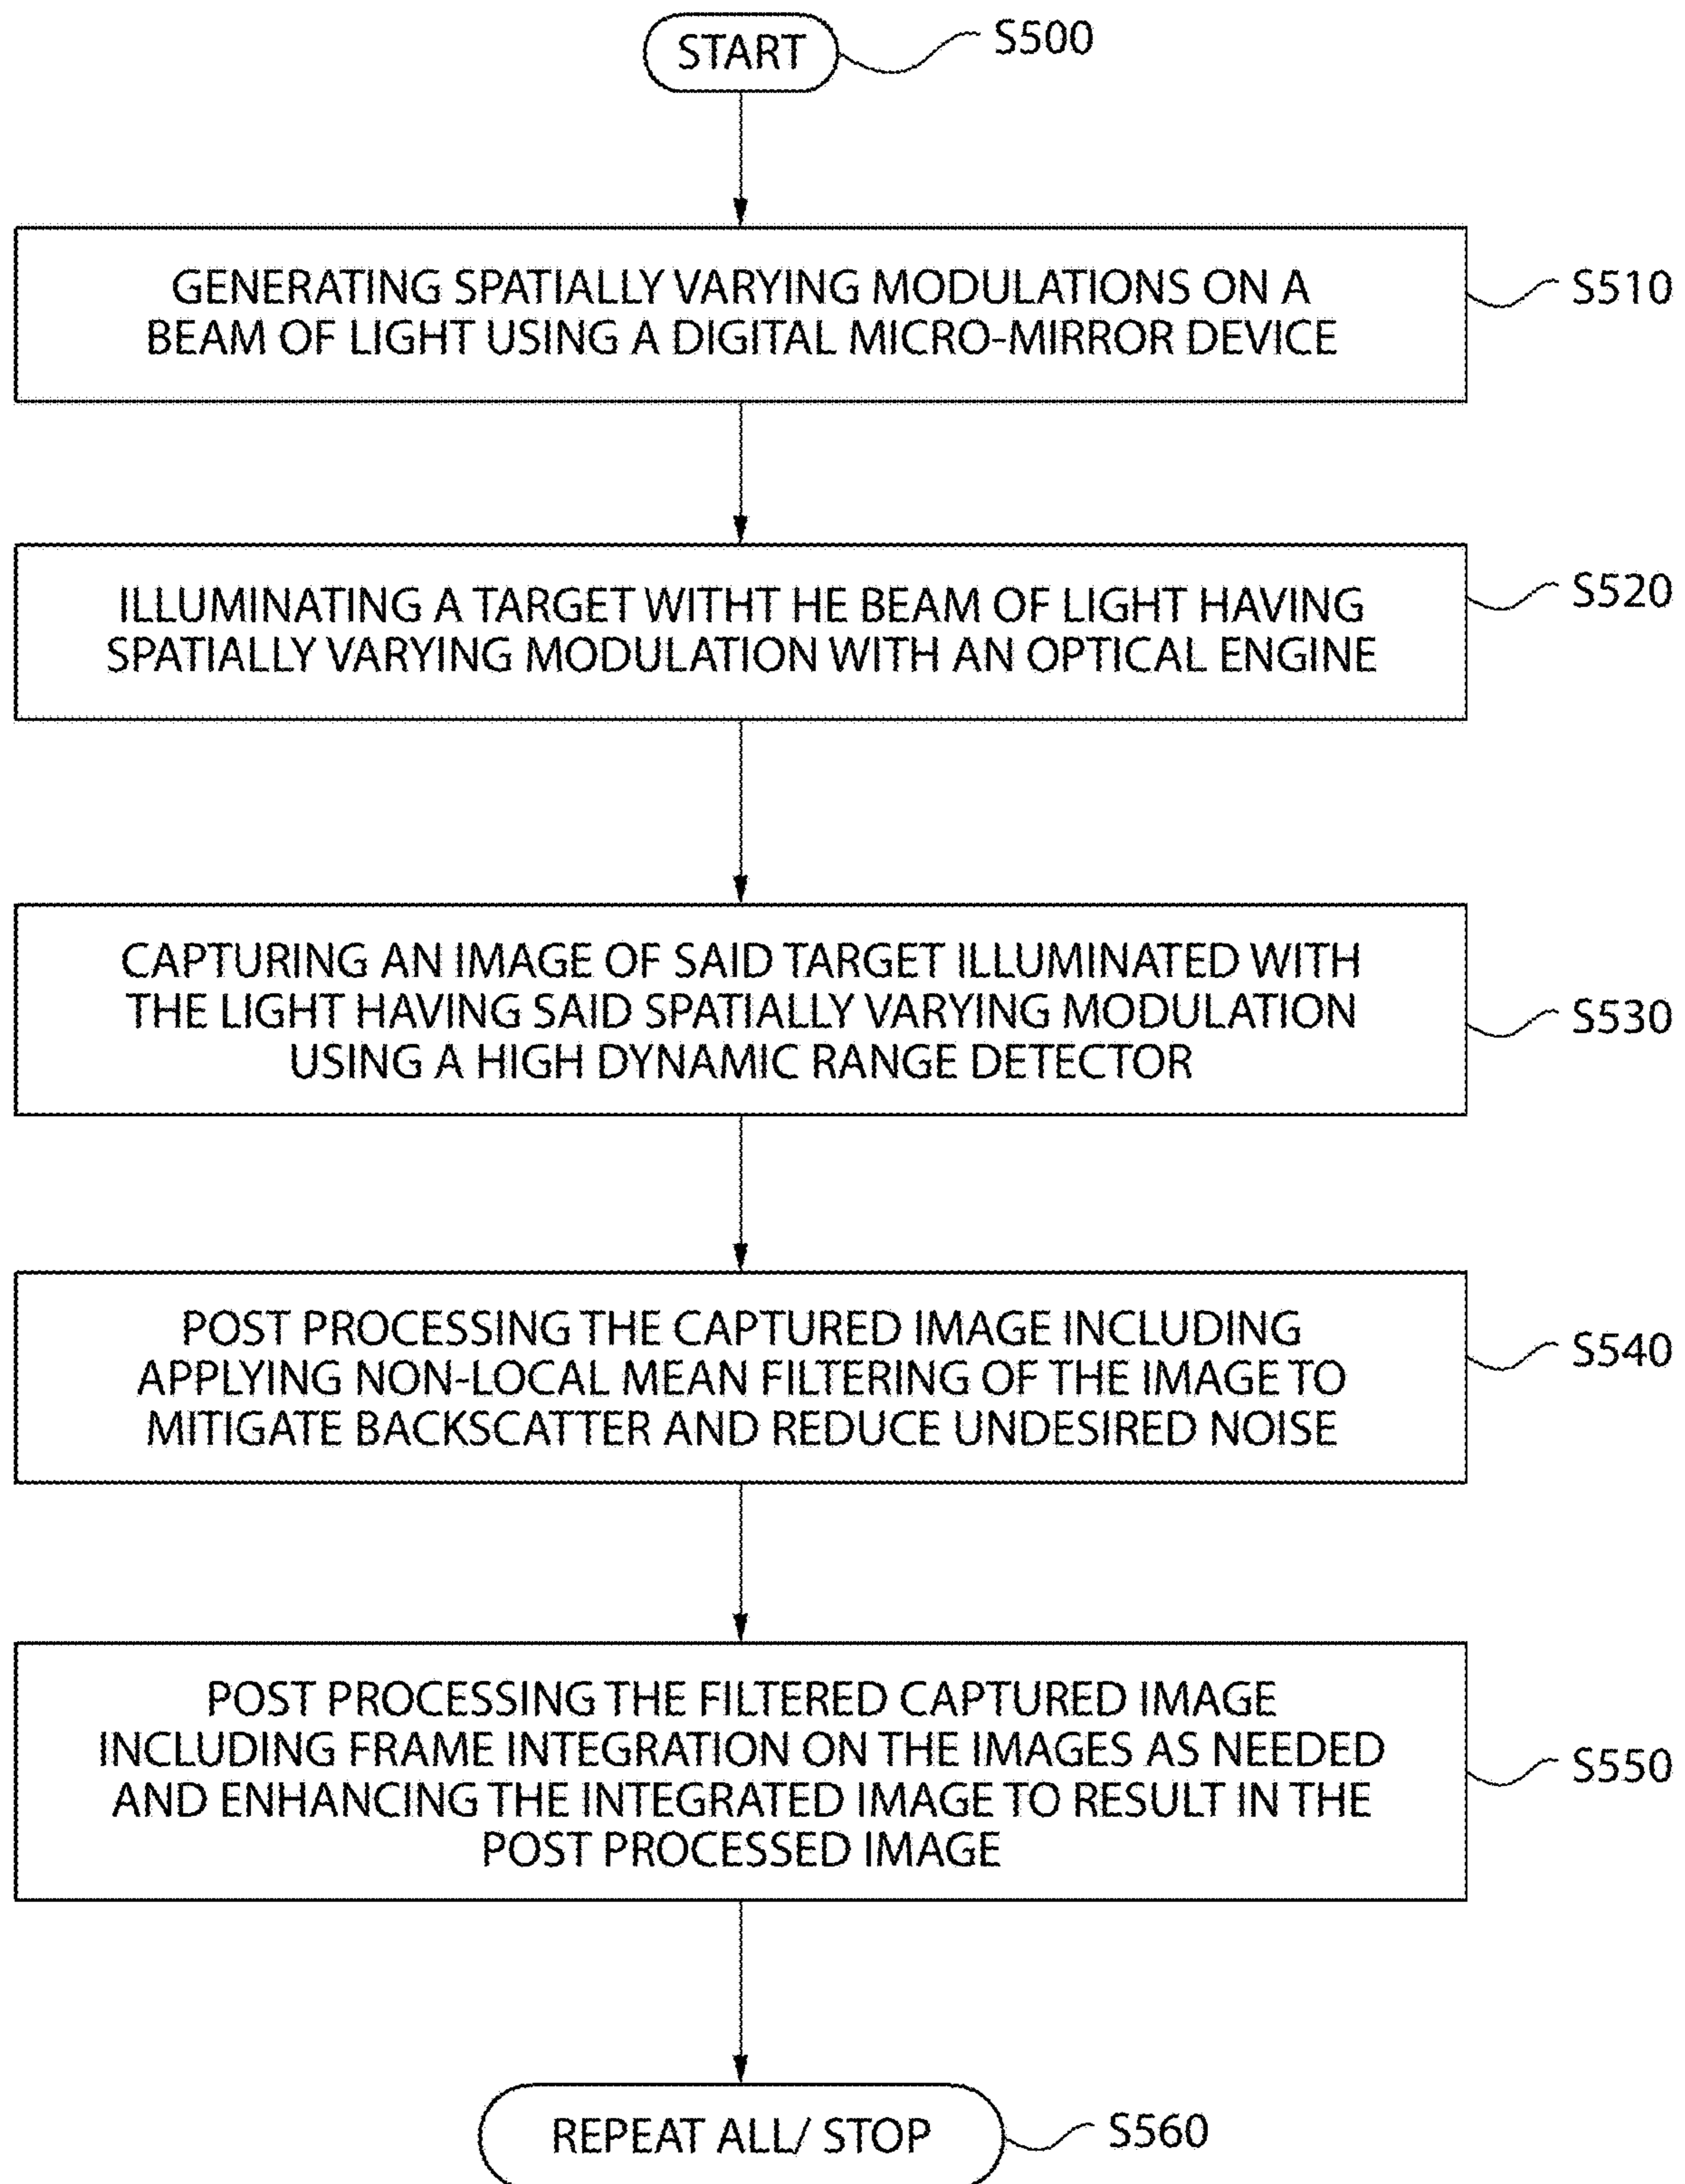 START
S500
GENERATING SPATIALLY VARYING MODULATIONS ON A
BEAM OF LIGHT USING A DIGITAL MICRO-MIRROR DEVICE
S510
ILLUMINATING A TARGET WITHT HE BEAM OF LIGHT HAVING
SPATIALLY VARYING MODULATION WITH AN OPTICAL ENGINE
S520
CAPTURING AN IMAGE OF SAID TARGET ILLUMINATED WITH
THE LIGHT HAVING SAID SPATIALLY VARYING MODULATION
USING A HIGH DYNAMIC RANGE DETECTOR
S530
POST PROCESSING THE CAPTURED IMAGE INCLUDING
APPLYING NON-LOCAL MEAN FILTERING OF THE IMAGE TO
MITIGATE BACKSCATTER AND REDUCE UNDESIRED NOISE
S540
POST PROCESSING THE FILTERED CAPTURED IMAGE
INCLUDING FRAME INTEGRATION ON THE IMAGES AS NEEDED
AND ENHANCING THE INTEGRATED IMAGE TO RESULT IN THE
POST PROCESSED IMAGE
S550
REPEAT ALL/ STOP
S560